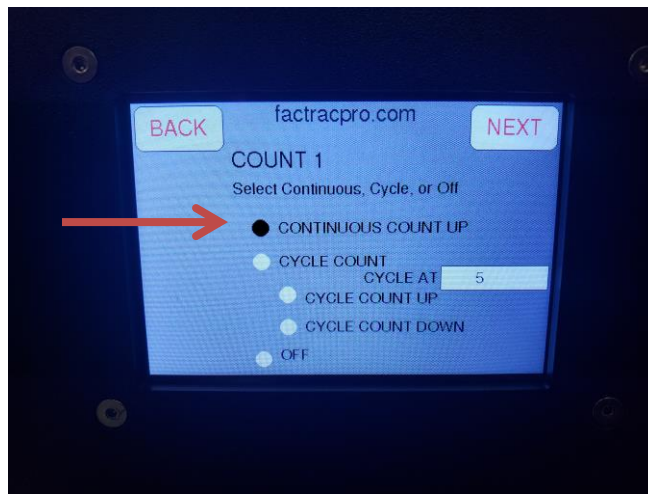 factracpro.com
BACK
NEXT
COUNT 1
Select Continuous, Cycle, or Off
CONTINUOUS COUNT UP
CYCLE COUNT
CYCLE AT 5
CYCLE COUNT UP
CYCLE COUNT DOWN
OFF